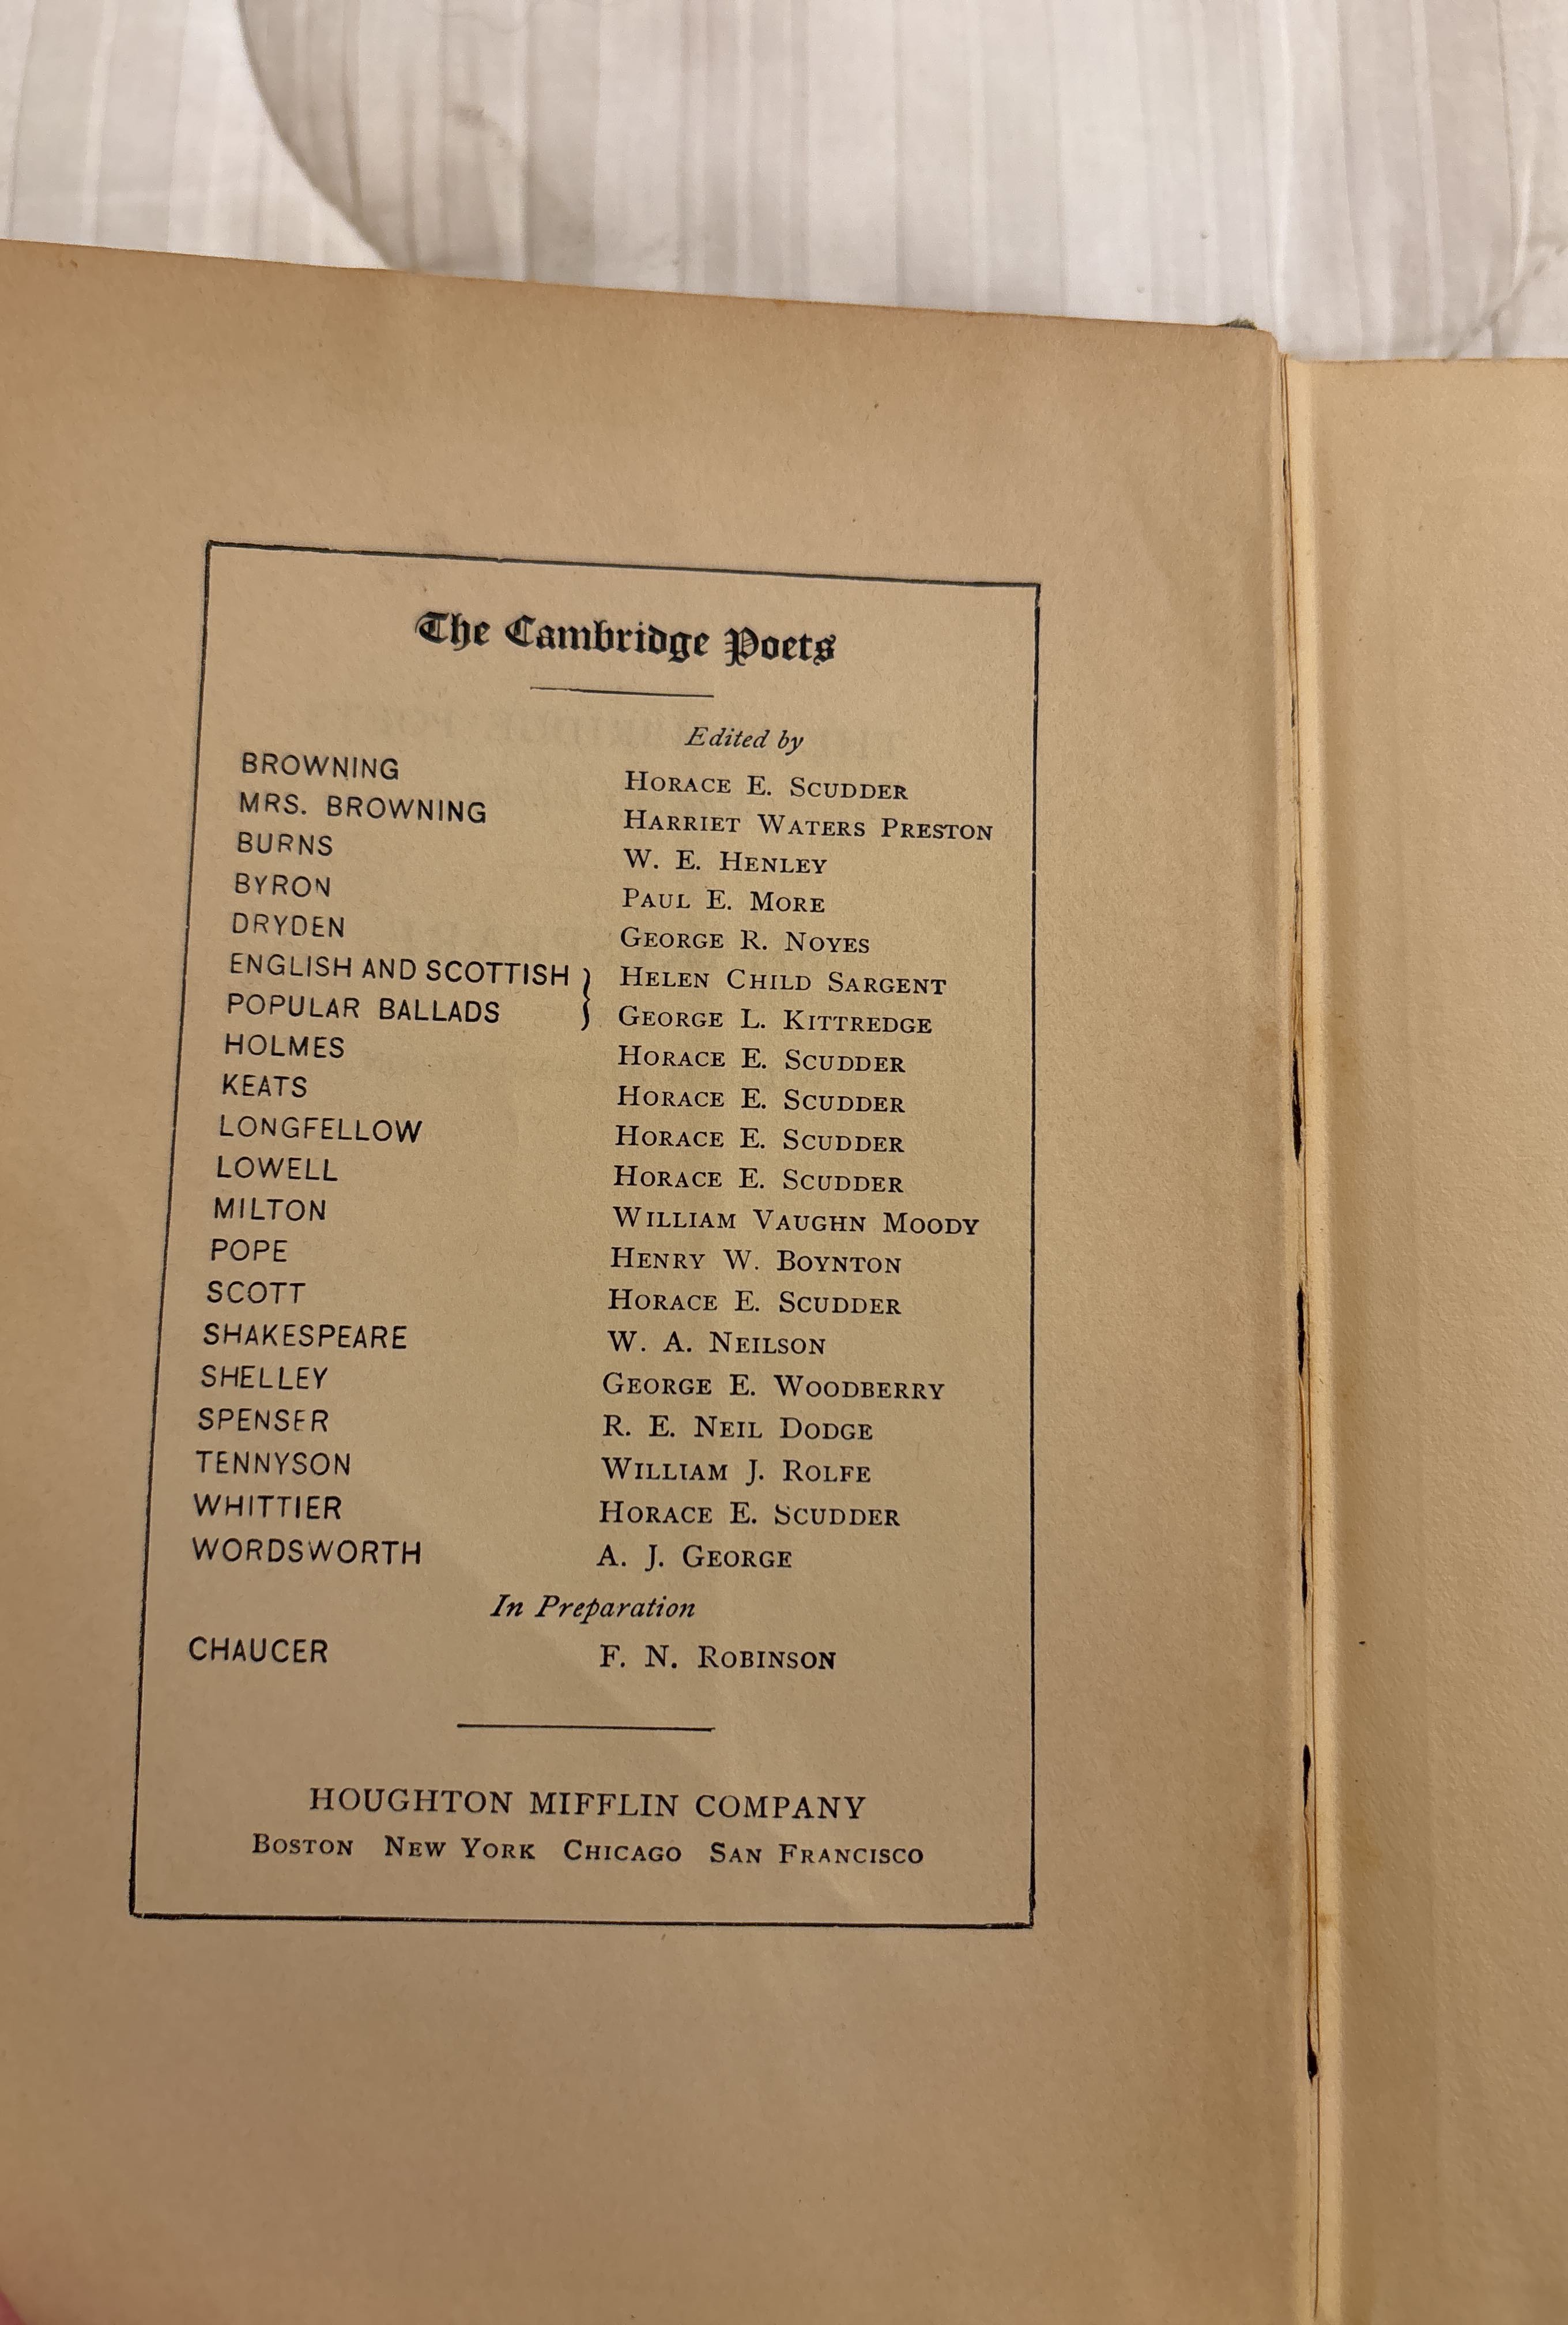 The Cambridge Poets
Edited by
BROWNING HORACE E. SCUDDER
MRS. BROWNING HARRIET WATERS PRESTON
BURNS W. E. HENLEY
BYRON PAUL E. MORE
DRYDEN GEORGE R. NOYES
ENGLISH AND SCOTTISH } HELEN CHILD SARGENT
POPULAR BALLADS } GEORGE L. KITTREDGE
HOLMES HORACE E. SCUDDER
KEATS HORACE E. SCUDDER
LONGFELLOW HORACE E. SCUDDER
LOWELL HORACE E. SCUDDER
MILTON WILLIAM VAUGHN MOODY
POPE HENRY W. BOYNTON
SCOTT HORACE E. SCUDDER
SHAKESPEARE W. A. NEILSON
SHELLEY GEORGE E. WOODBERRY
SPENSER R. E. NEIL DODGE
TENNYSON WILLIAM J. ROLFE
WHITTIER HORACE E. SCUDDER
WORDSWORTH A. J. GEORGE
In Preparation
CHAUCER F. N. ROBINSON
HOUGHTON MIFFLIN COMPANY
BOSTON NEW YORK CHICAGO SAN FRANCISCO